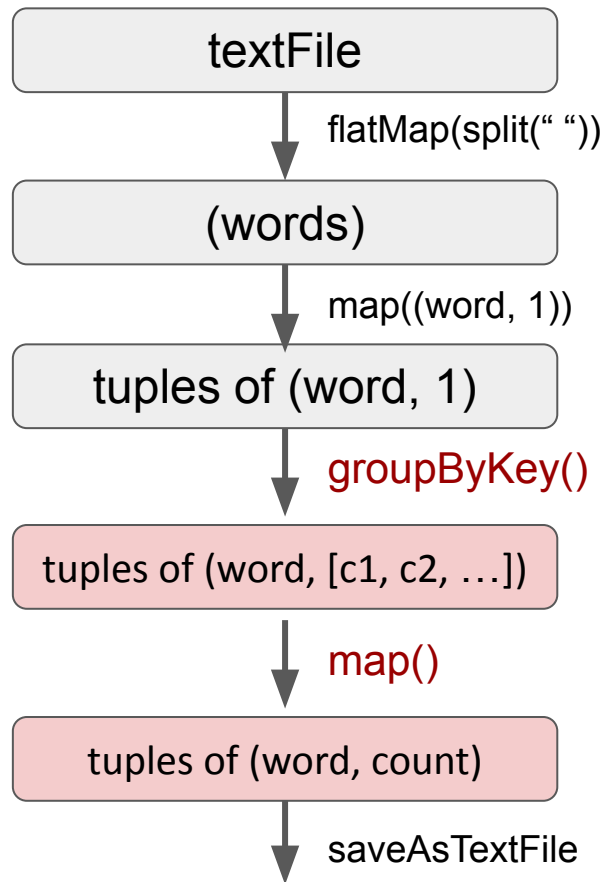 textFile
flatMap(split(“ “))
(words)
map((word, 1))
tuples of (word, 1)
groupByKey()
tuples of (word, [c1, c2, …])
map()
tuples of (word, count)
saveAsTextFile